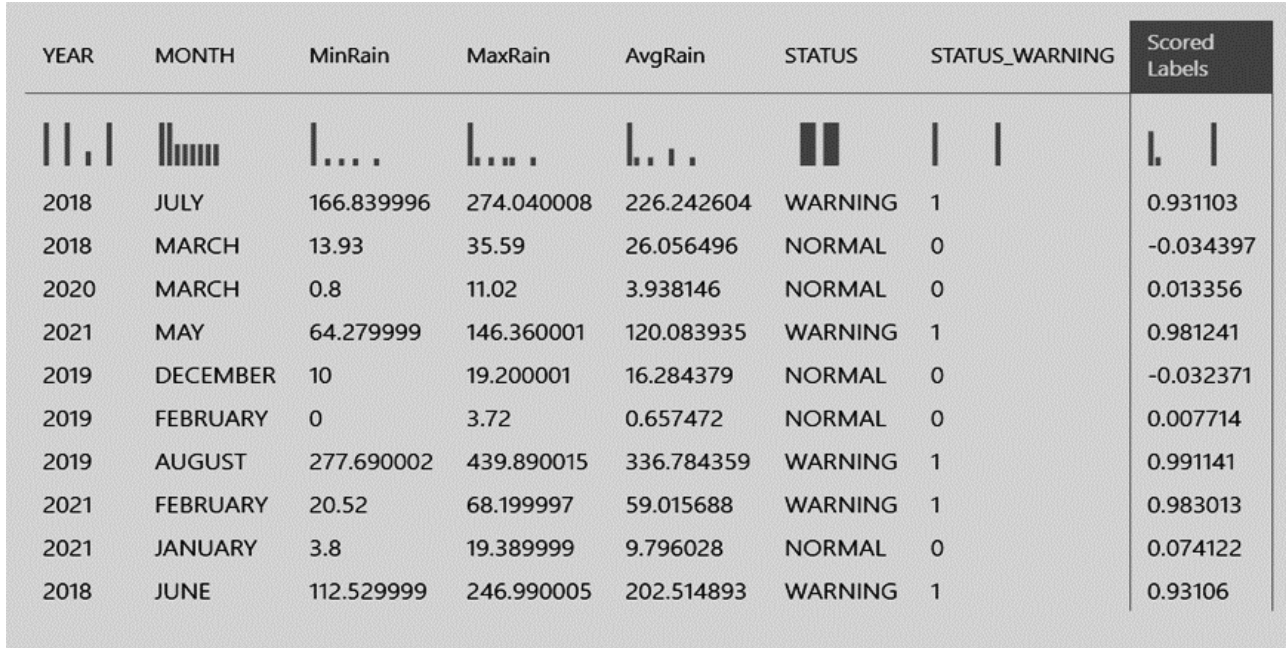 YEAR MONTH MinRain MaxRain AvgRain STATUS STATUS_WARNING Scored Labels
2018 JULY 166.839996 274.040008 226.242604 WARNING 1 0.931103
2018 MARCH 13.93 35.59 26.056496 NORMAL 0 -0.034397
2020 MARCH 0.8 11.02 3.938146 NORMAL 0 0.013356
2021 MAY 64.279999 146.360001 120.083935 WARNING 1 0.981241
2019 DECEMBER 10 19.200001 16.284379 NORMAL 0 -0.032371
2019 FEBRUARY 0 3.72 0.657472 NORMAL 0 0.007714
2019 AUGUST 277.690002 439.890015 336.784359 WARNING 1 0.991141
2021 FEBRUARY 20.52 68.199997 59.015688 WARNING 1 0.983013
2021 JANUARY 3.8 19.389999 9.796028 NORMAL 0 0.074122
2018 JUNE 112.529999 246.990005 202.514893 WARNING 1 0.93106